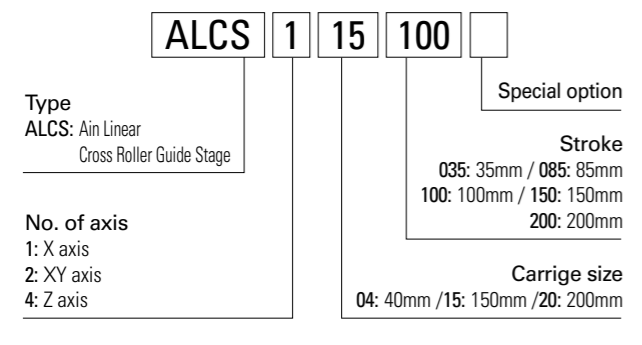 ALCS 1 15 100
Special option
Type
ALCS: Ain Linear
Cross Roller Guide Stage
Stroke
035: 35mm / 085: 85mm
100: 100mm / 150: 150mm
200: 200mm
No. of axis
1: X axis
2: XY axis
4: Z axis
Carrige size
04: 40mm /15: 150mm /20: 200mm